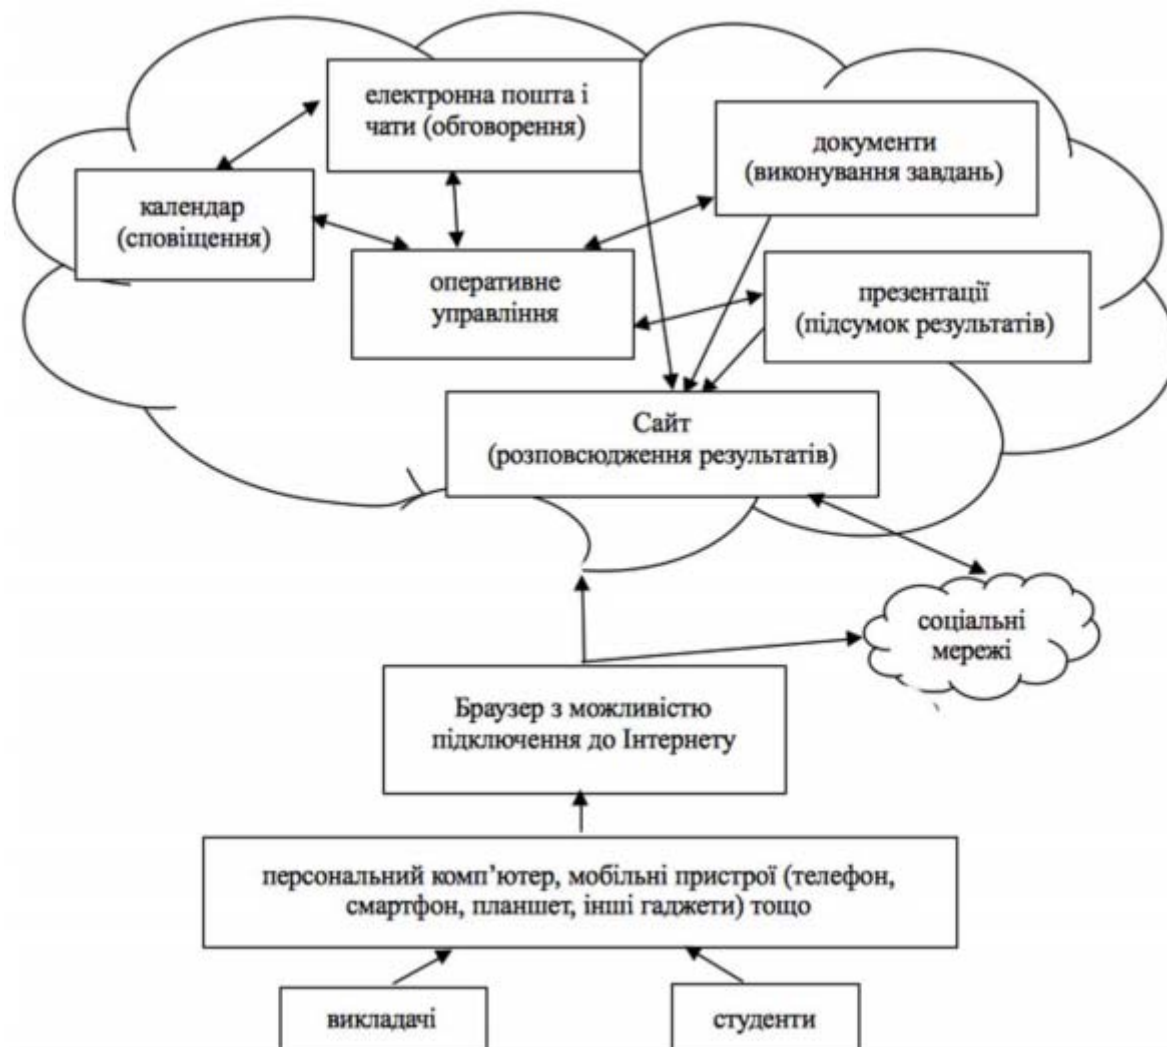 електронна пошта і
чати (обговорення)
документи
(виконування завдань)
календар
(сповіщення)
оперативне
управління
презентації
(підсумок результатів)
Сайт
(розповсюдження результатів)
соціальні
мережі
Браузер з можливістю
підключення до Інтернету
персональний комп’ютер, мобільні пристрої (телефон,
смартфон, планшет, інші гаджети) тощо
викладачі
студенти